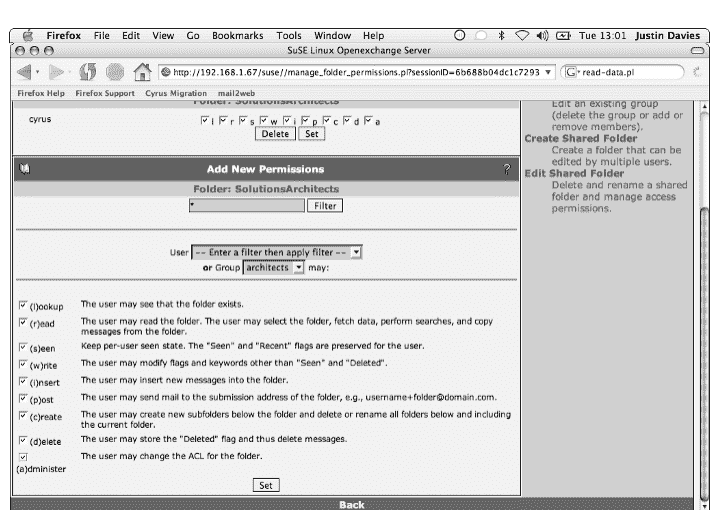 Firefox File Edit View Go Bookmarks Tools Window Help Tue 13:01 Justin Davies
SuSE Linux Openexchange Server
http://192.168.1.67/suse//manage_folder_permissions.pl?sessionID=6b688b04dc1c7293
G read-data.pl
Firefox Help Firefox Support Cyrus Migration mail2web
Folder: SolutionsArchitects
cyrus
l r s w i p c d a
Delete Set
Add New Permissions ?
Folder: SolutionsArchitects
* Filter
User -- Enter a filter then apply filter --
or Group architects may:
(l)ookup The user may see that the folder exists.
(r)ead The user may read the folder. The user may select the folder, fetch data, perform searches, and copy
messages from the folder.
(s)een Keep per-user seen state. The "Seen" and "Recent" flags are preserved for the user.
(w)rite The user may modify flags and keywords other than "Seen" and "Deleted".
(i)nsert The user may insert new messages into the folder.
(p)ost The user may send mail to the submission address of the folder, e.g., username+folder@domain.com.
(c)reate The user may create new subfolders below the folder and delete or rename all folders below and including
the current folder.
(d)elete The user may store the "Deleted" flag and thus delete messages.
(a)dminister The user may change the ACL for the folder.
Set
Back
Edit an existing group
(delete the group or add or
remove members).
Create Shared Folder
Create a folder that can be
edited by multiple users.
Edit Shared Folder
Delete and rename a shared
folder and manage access
permissions.